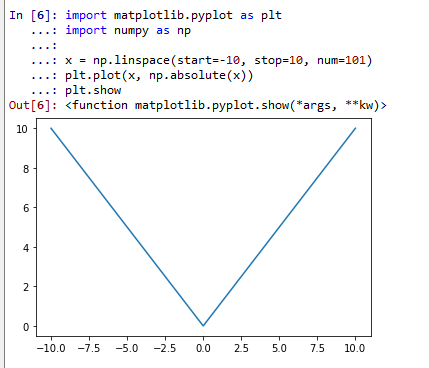 In [6]: import matplotlib.pyplot as plt
   ...: import numpy as np
   ...:
   ...: x = np.linspace(start=-10, stop=10, num=101)
   ...: plt.plot(x, np.absolute(x))
   ...: plt.show
Out[6]: <function matplotlib.pyplot.show(*args, **kw)>
10
8
6
4
2
0
−10.0 −7.5 −5.0 −2.5 0.0 2.5 5.0 7.5 10.0